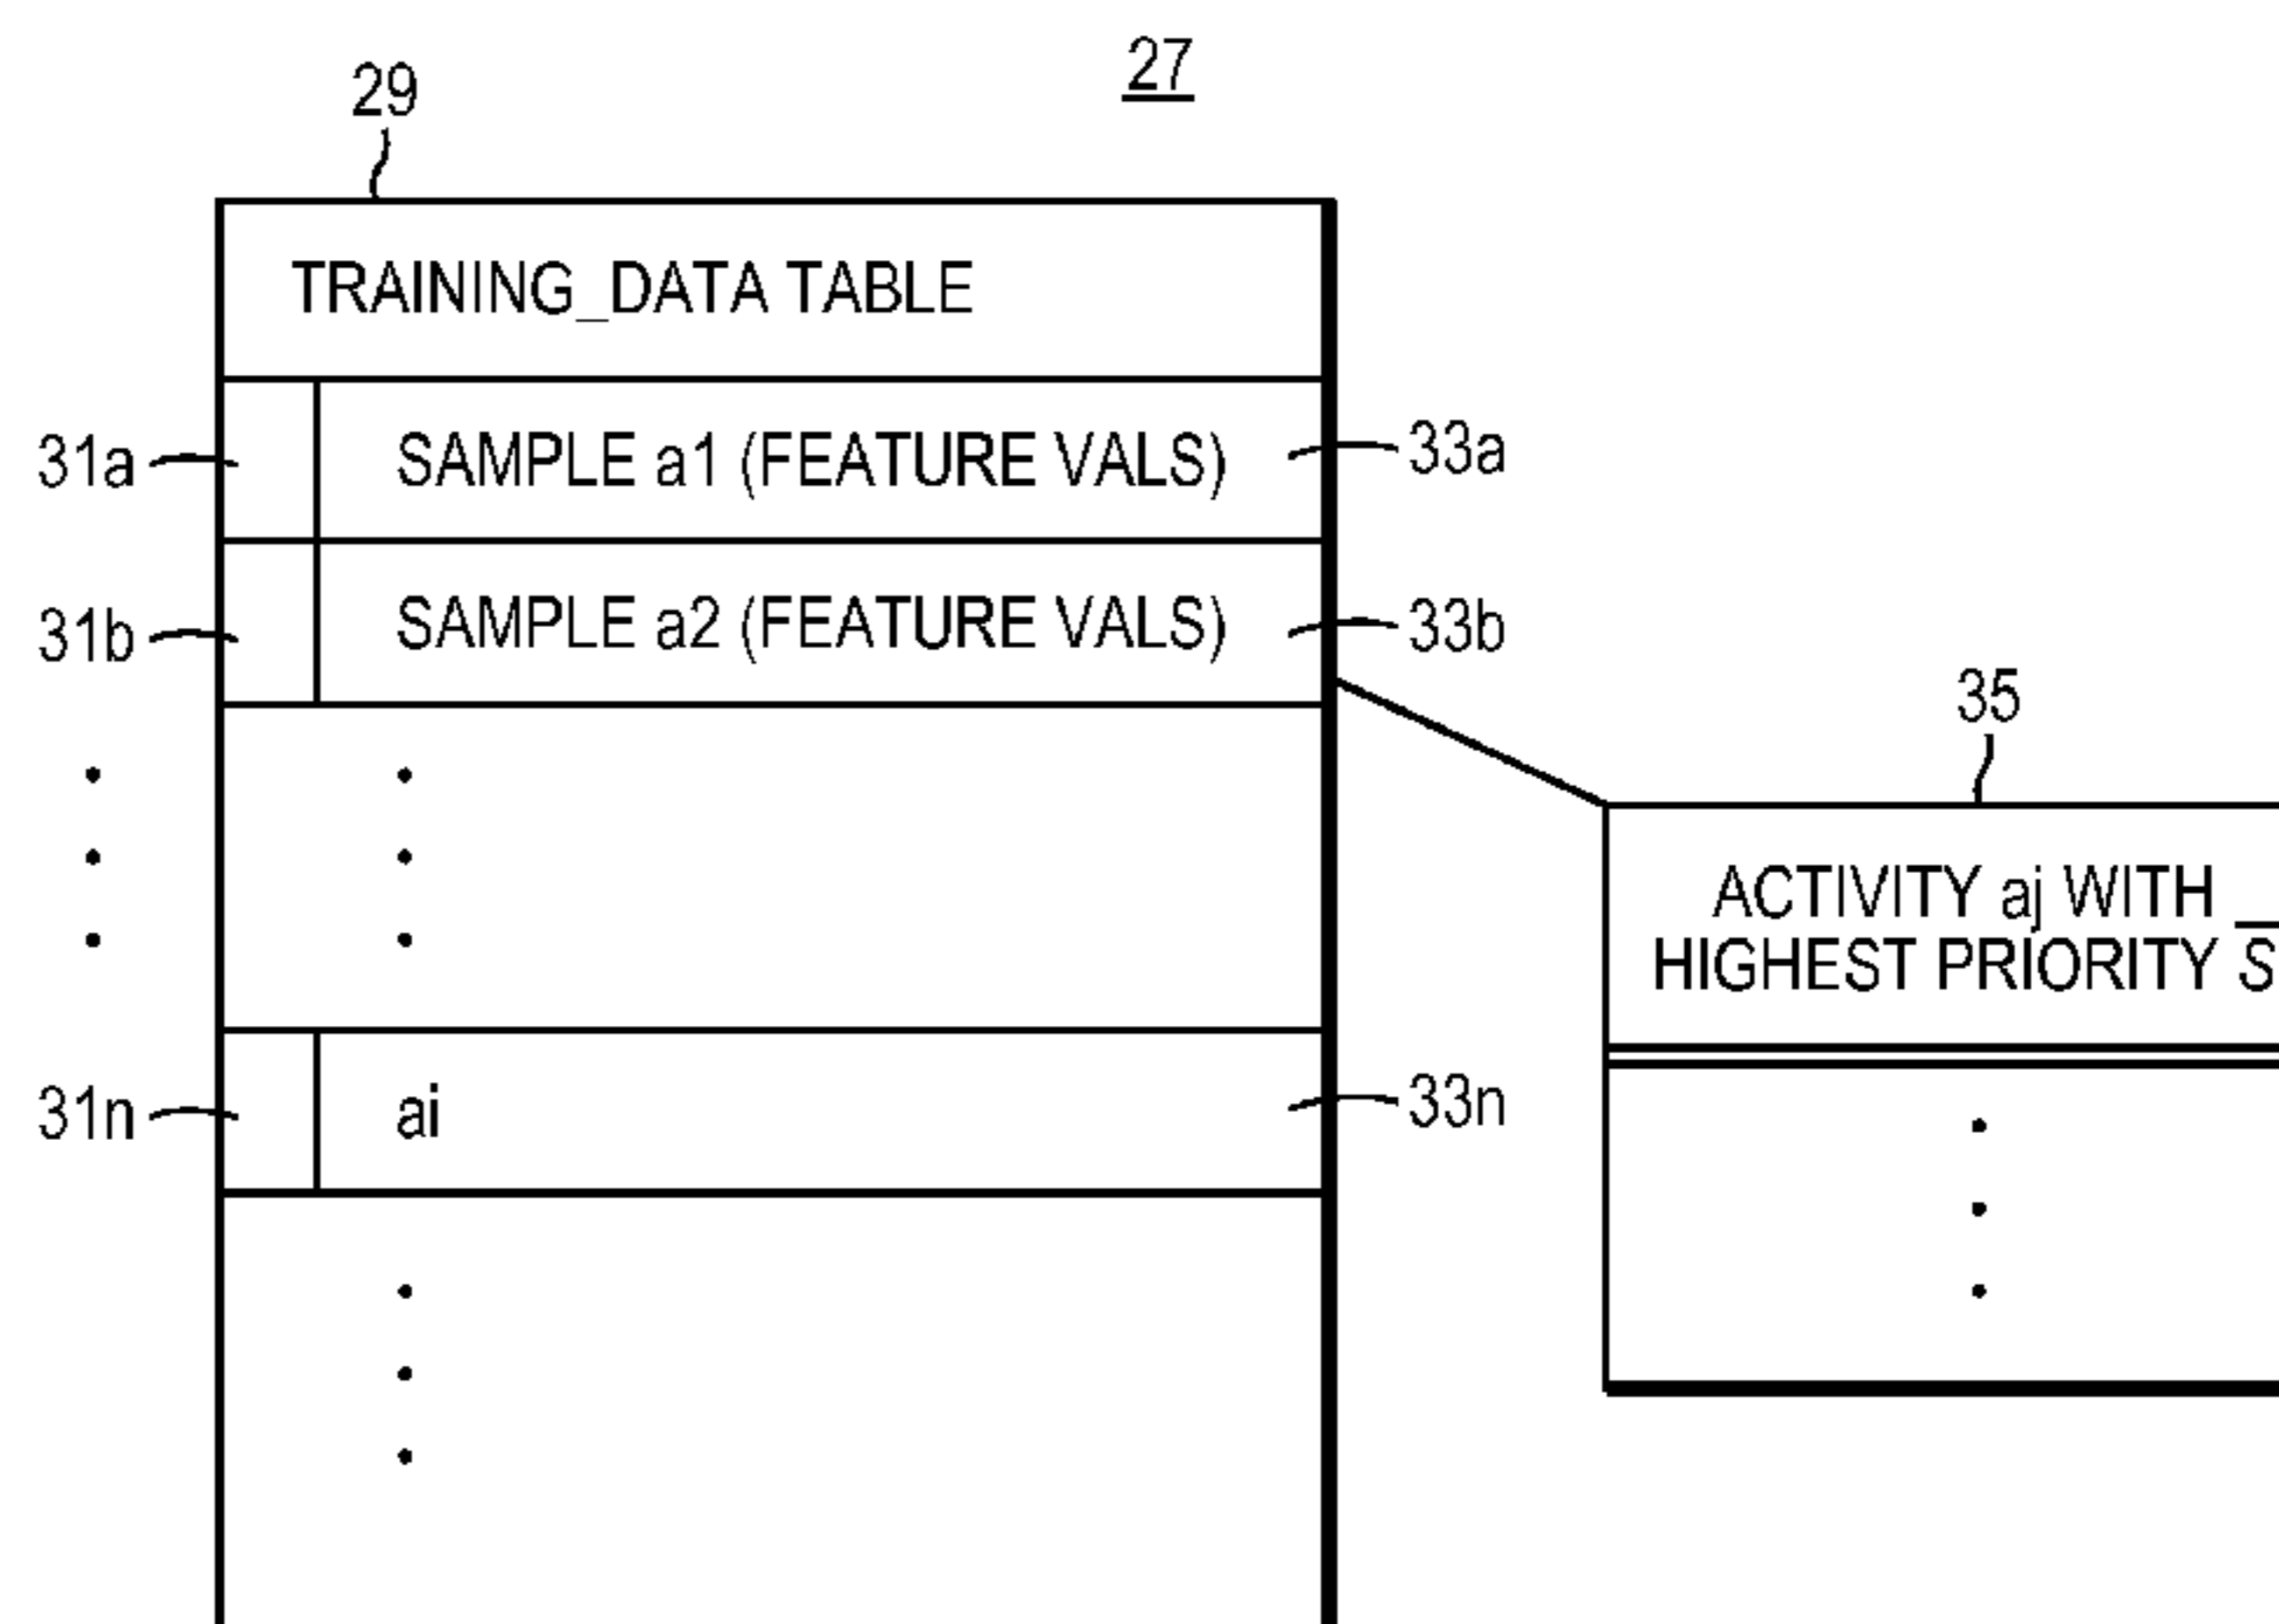 27
29
TRAINING_DATA TABLE
31a
SAMPLE a1 (FEATURE VALS)
33a
31b
SAMPLE a2 (FEATURE VALS)
33b
35
ACTIVITY aj WITH
HIGHEST PRIORITY S
31n
ai
33n